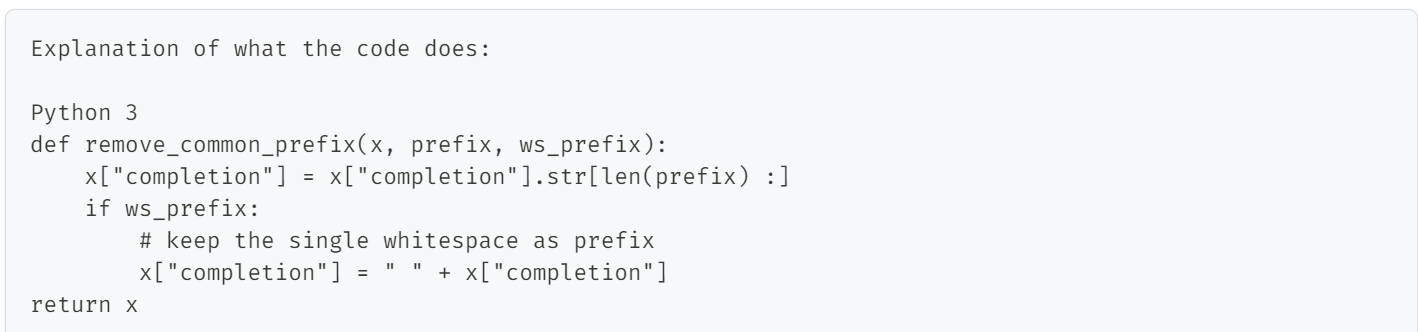 Explanation of what the code does:

Python 3
def remove_common_prefix(x, prefix, ws_prefix):
    x["completion"] = x["completion"].str[len(prefix) :]
    if ws_prefix:
        # keep the single whitespace as prefix
        x["completion"] = " " + x["completion"]
return x